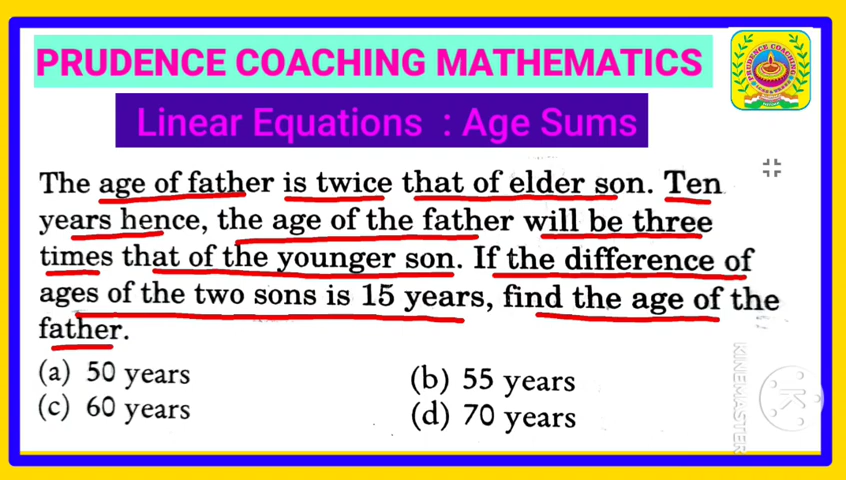 PRUDENCE COACHING MATHEMATICS
PRUDENCE COACHING
Linear Equations : Age Sums
The age of father is twice that of elder son. Ten
years hence, the age of the father will be three
times that of the younger son. If the difference of
ages of the two sons is 15 years, find the age of the
father.
(a) 50 years
(b) 55 years
(c) 60 years
(d) 70 years
KINEMASTER